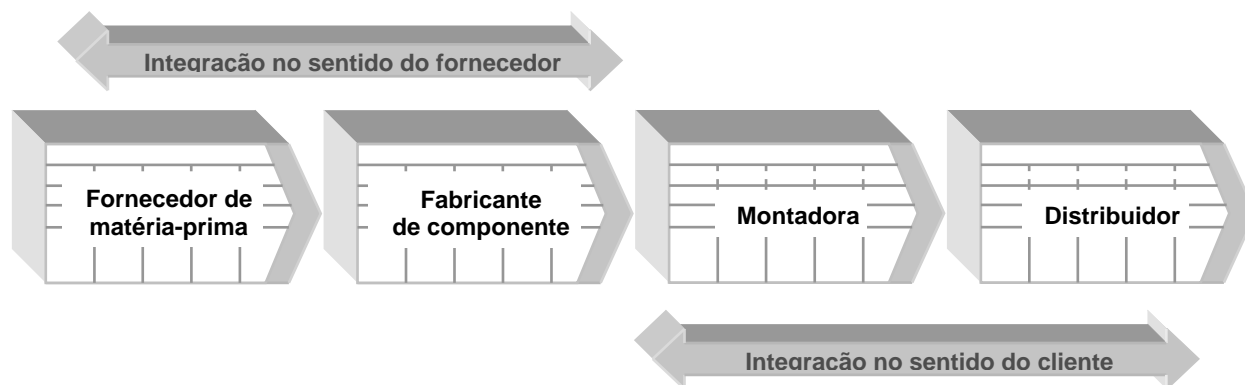 Integração no sentido do fornecedor
Fornecedor de
matéria-prima
Fabricante
de componente
Montadora
Distribuidor
Integração no sentido do cliente